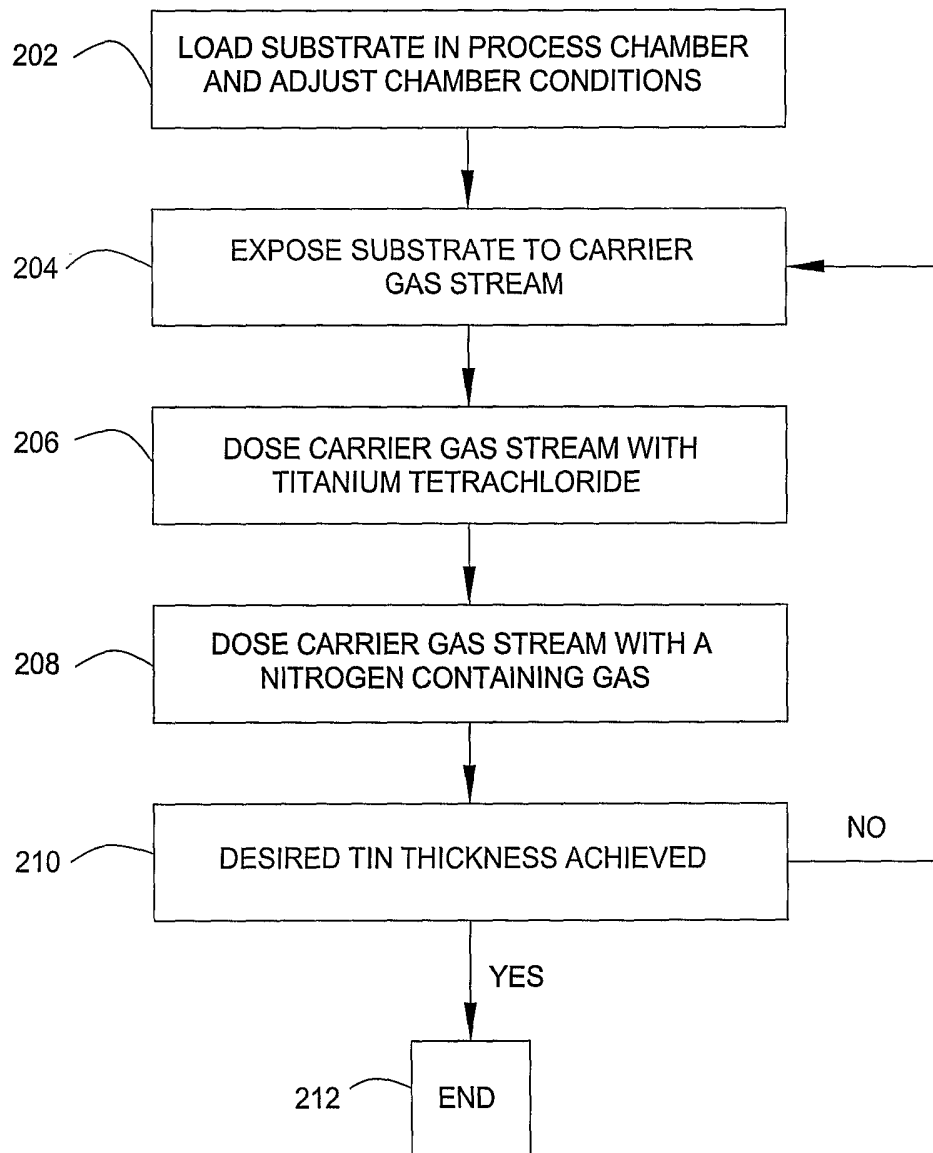 202
LOAD SUBSTRATE IN PROCESS CHAMBER
AND ADJUST CHAMBER CONDITIONS
204
EXPOSE SUBSTRATE TO CARRIER
GAS STREAM
206
DOSE CARRIER GAS STREAM WITH
TITANIUM TETRACHLORIDE
208
DOSE CARRIER GAS STREAM WITH A
NITROGEN CONTAINING GAS
210
DESIRED TIN THICKNESS ACHIEVED
NO
YES
212
END